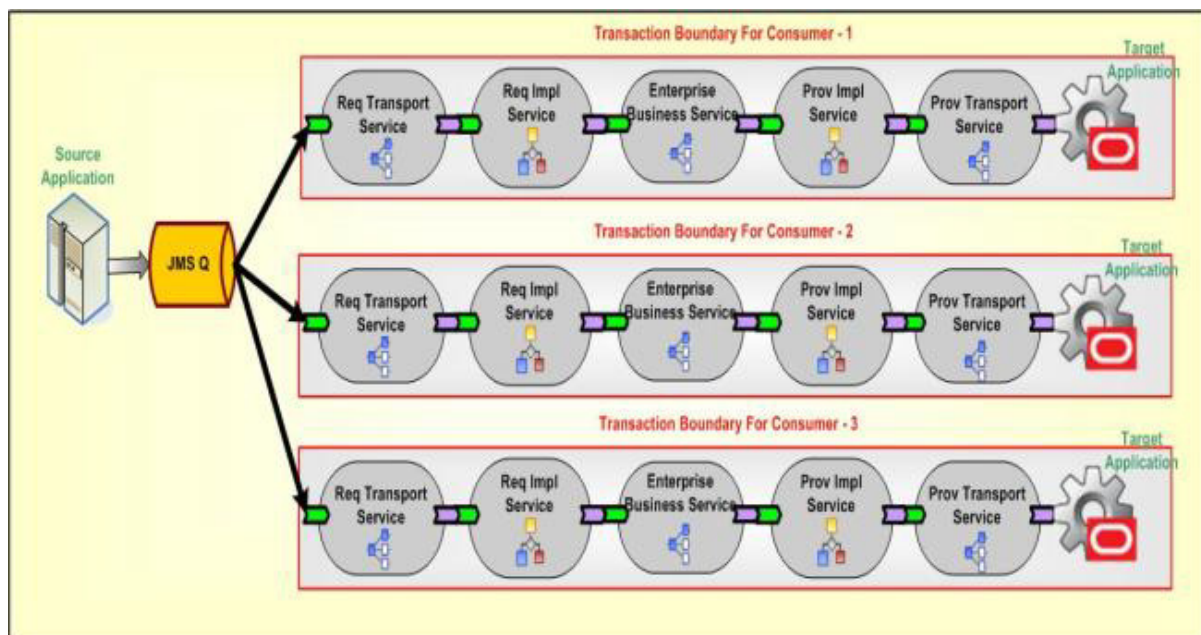 Transaction Boundary For Consumer - 1
Target
Application
Req Transport
Service
Req Impl
Service
Enterprise
Business Service
Prov Impl
Service
Prov Transport
Service
Source
Application
JMS Q
Transaction Boundary For Consumer - 2
Target
Application
Req Transport
Service
Req Impl
Service
Enterprise
Business Service
Prov Impl
Service
Prov Transport
Service
Transaction Boundary For Consumer - 3
Target
Application
Req Transport
Service
Req Impl
Service
Enterprise
Business Service
Prov Impl
Service
Prov Transport
Service